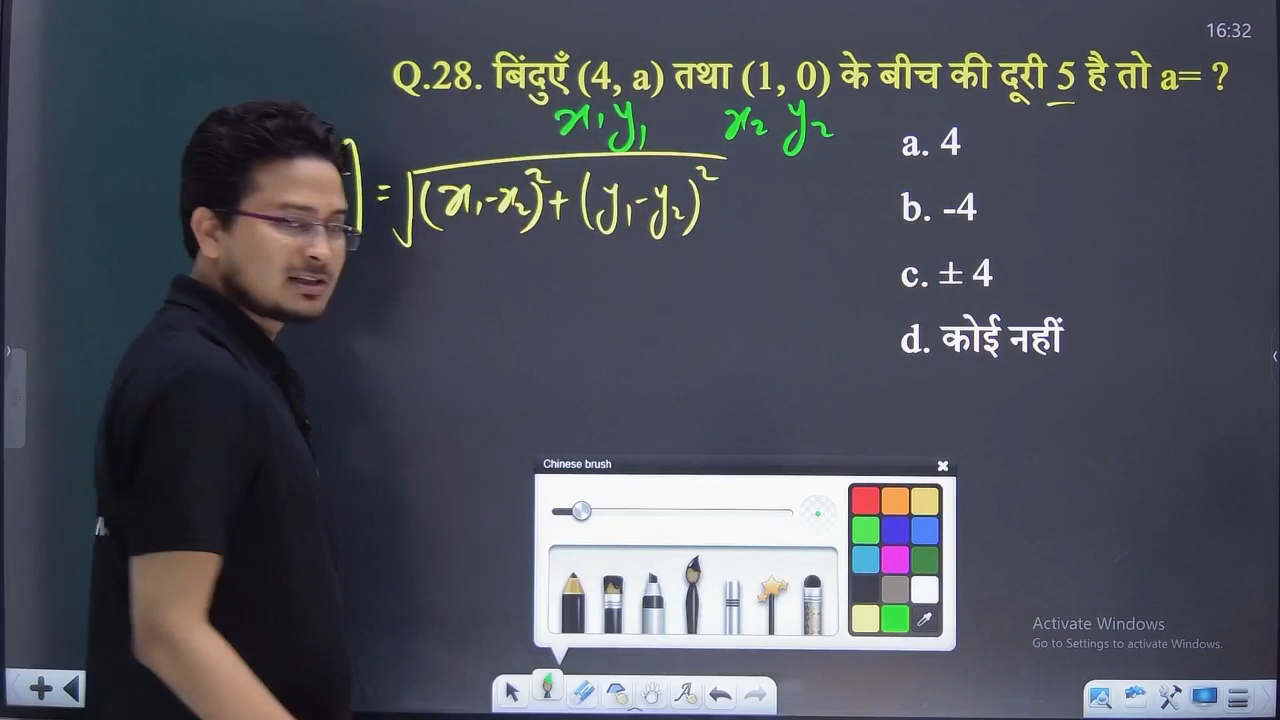 16:32
Q.28. बिंदुएँ (4, a) तथा (1, 0) के बीच की दूरी 5 है तो a= ?
x₁ y₁ x₂ y₂
a. 4
= √(x₁-x₂)²+(y₁-y₂)²
b. -4
c. ± 4
d. कोई नहीं
Chinese brush
Activate Windows
Go to Settings to activate Windows.